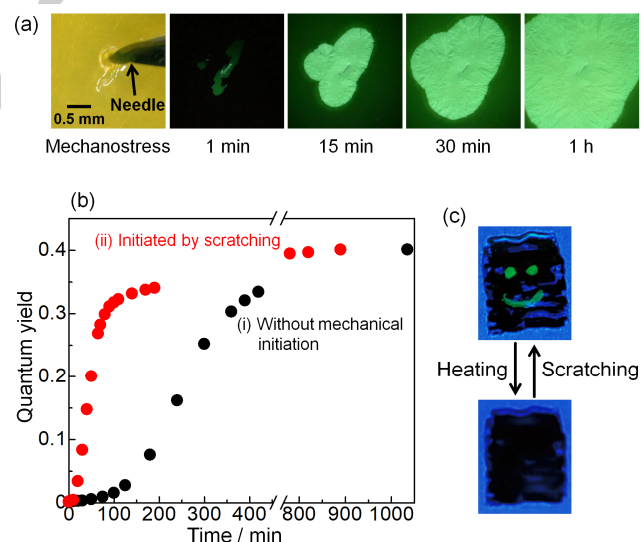 (a)
Needle
0.5 mm
Mechanostress
1 min
15 min
30 min
1 h
(b)
(ii) Initiated by scratching
(i) Without mechanical
initiation
Quantum yield
0.4
0.3
0.2
0.1
0
0 100 200 300 400 800 900 1000
Time / min
(c)
Heating
Scratching